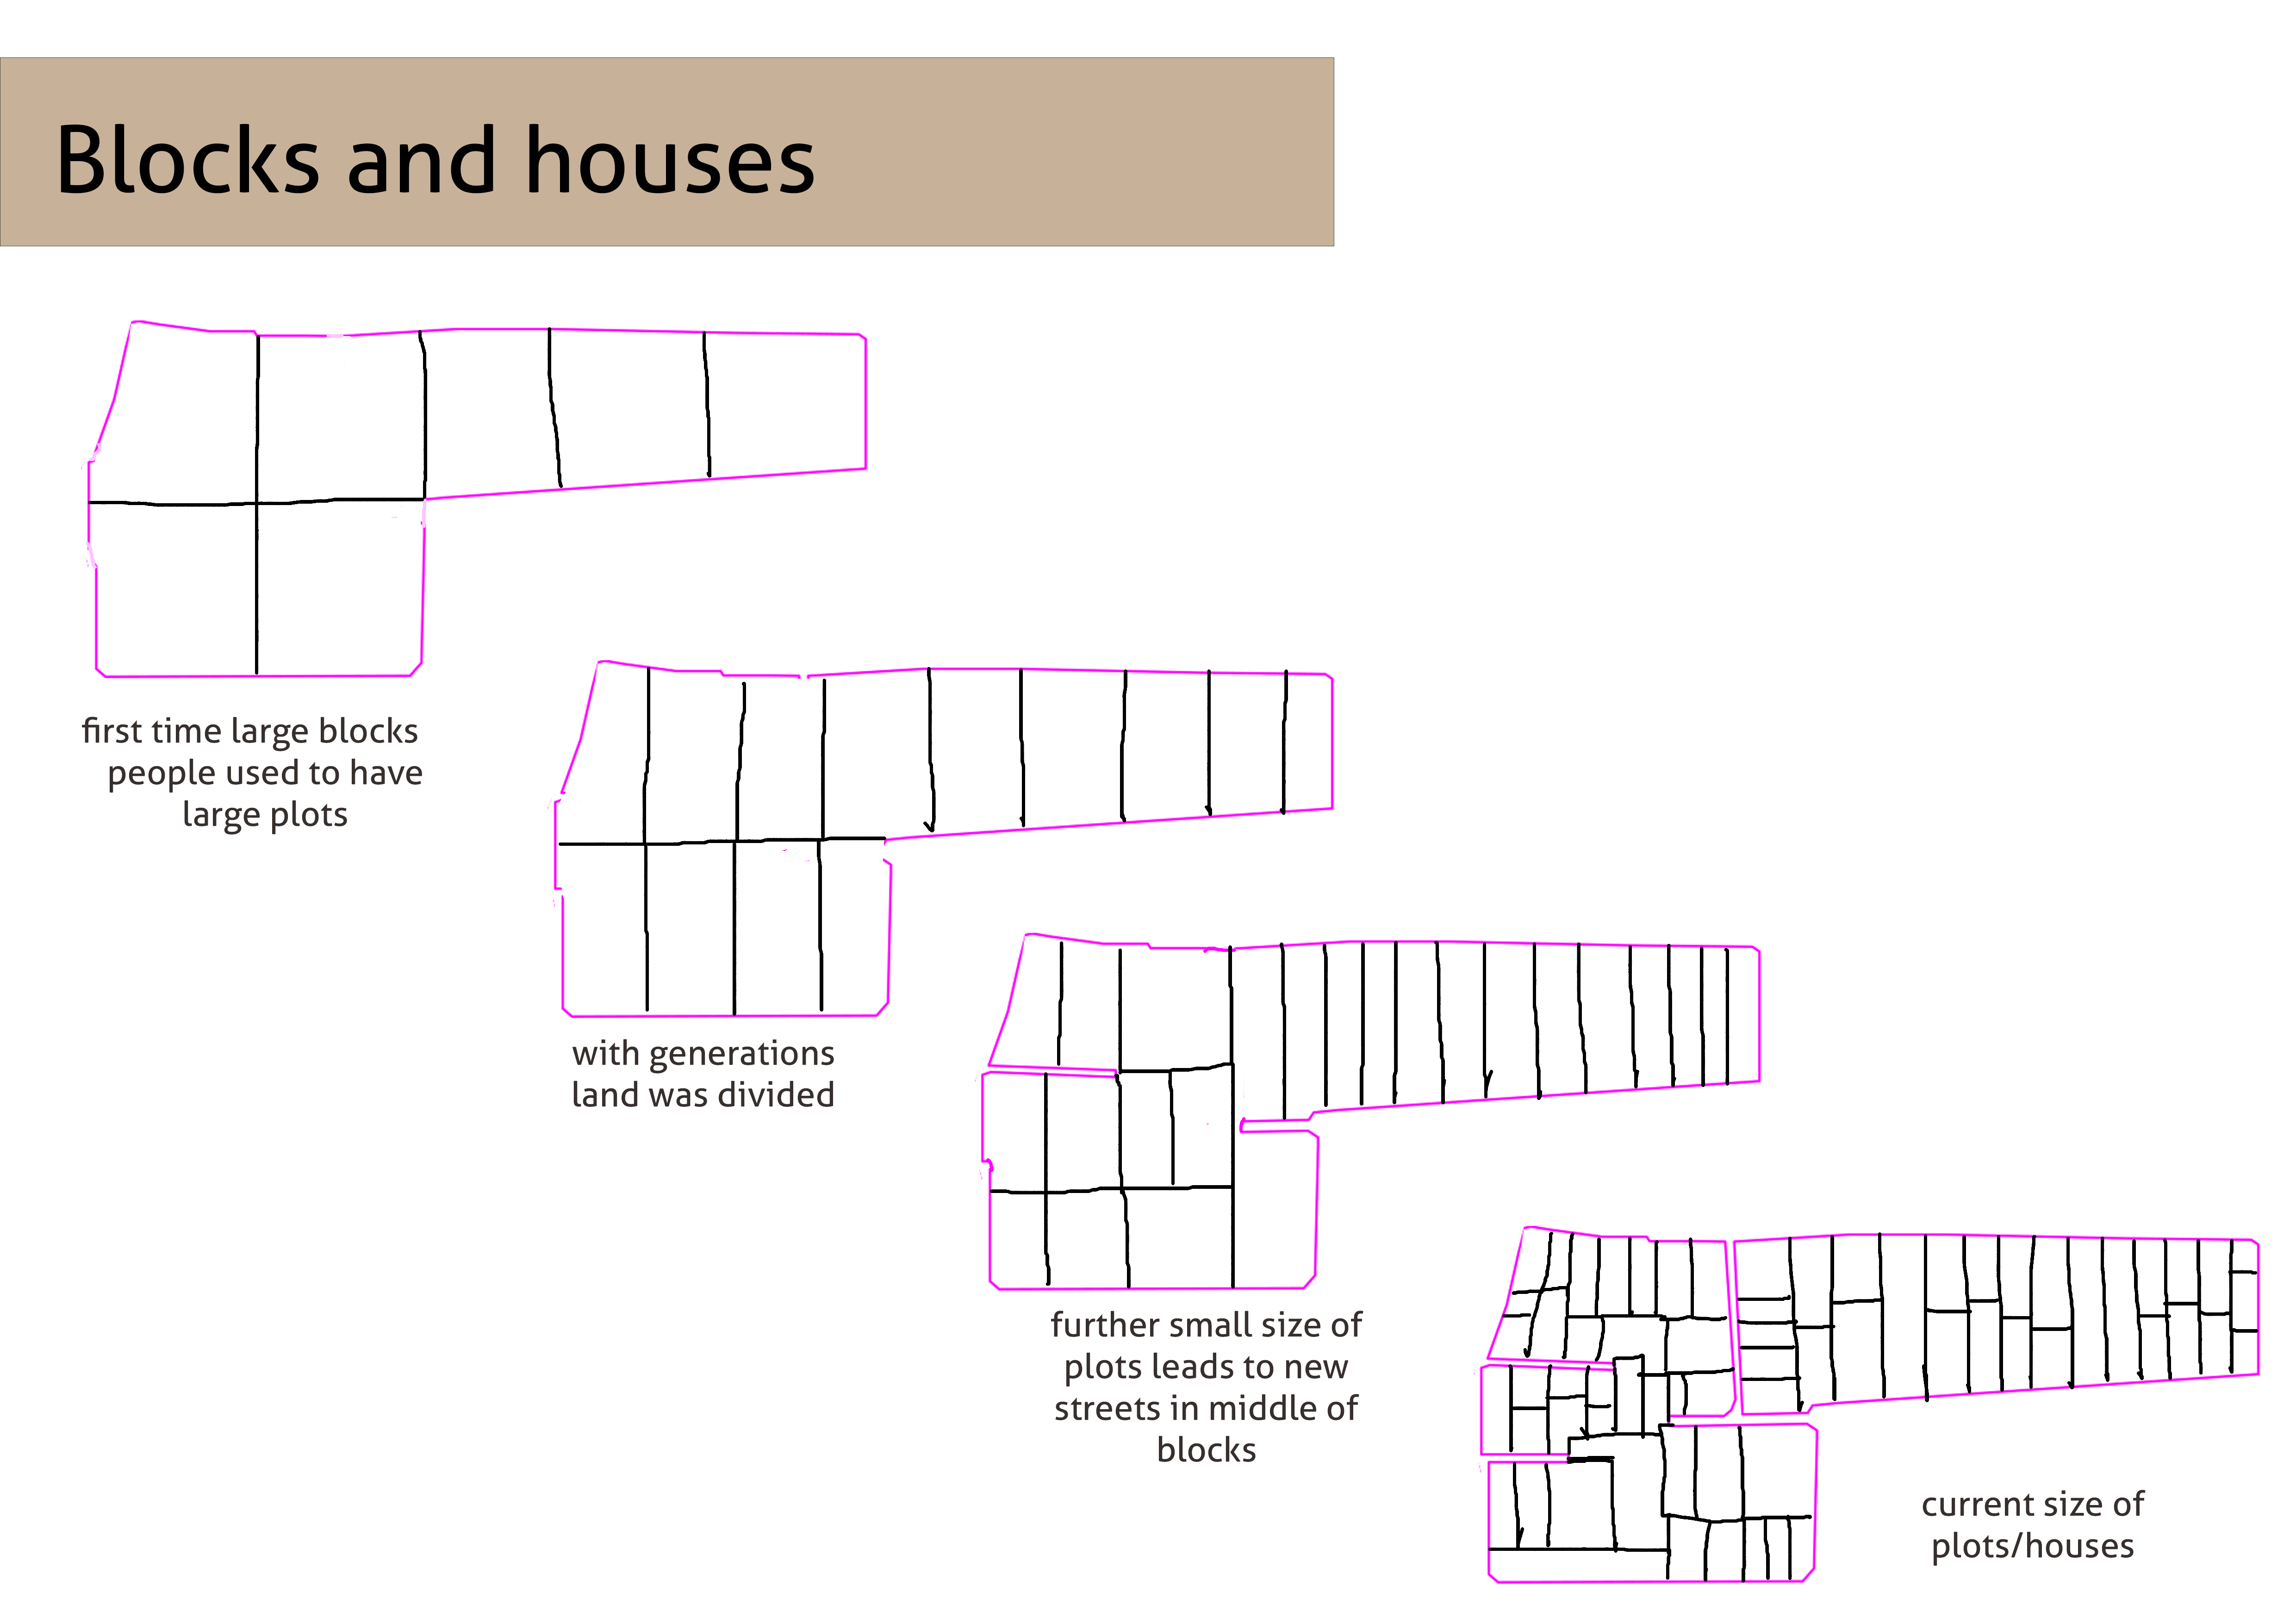 Blocks and houses
first time large blocks
people used to have
large plots
with generations
land was divided
further small size of
plots leads to new
streets in middle of
blocks
current size of
plots/houses